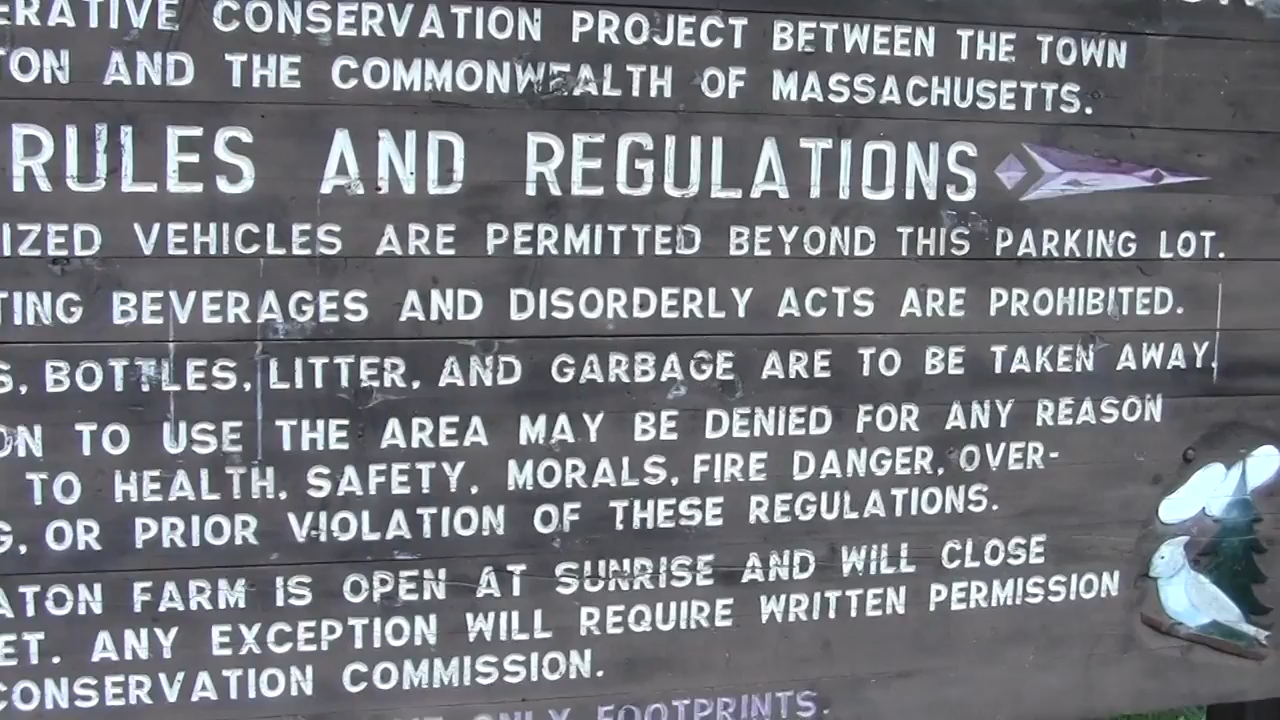 ERATIVE CONSERVATION PROJECT BETWEEN THE TOWN
TON AND THE COMMONWEALTH OF MASSACHUSETTS.
RULES AND REGULATIONS
IZED VEHICLES ARE PERMITTED BEYOND THIS PARKING LOT.
TING BEVERAGES AND DISORDERLY ACTS ARE PROHIBITED.
S, BOTTLES, LITTER, AND GARBAGE ARE TO BE TAKEN AWAY.
ON TO USE THE AREA MAY BE DENIED FOR ANY REASON
TO HEALTH, SAFETY, MORALS, FIRE DANGER, OVER-
G, OR PRIOR VIOLATION OF THESE REGULATIONS.
ATON FARM IS OPEN AT SUNRISE AND WILL CLOSE
ET. ANY EXCEPTION WILL REQUIRE WRITTEN PERMISSION
CONSERVATION COMMISSION.
ONLY FOOTPRINTS.